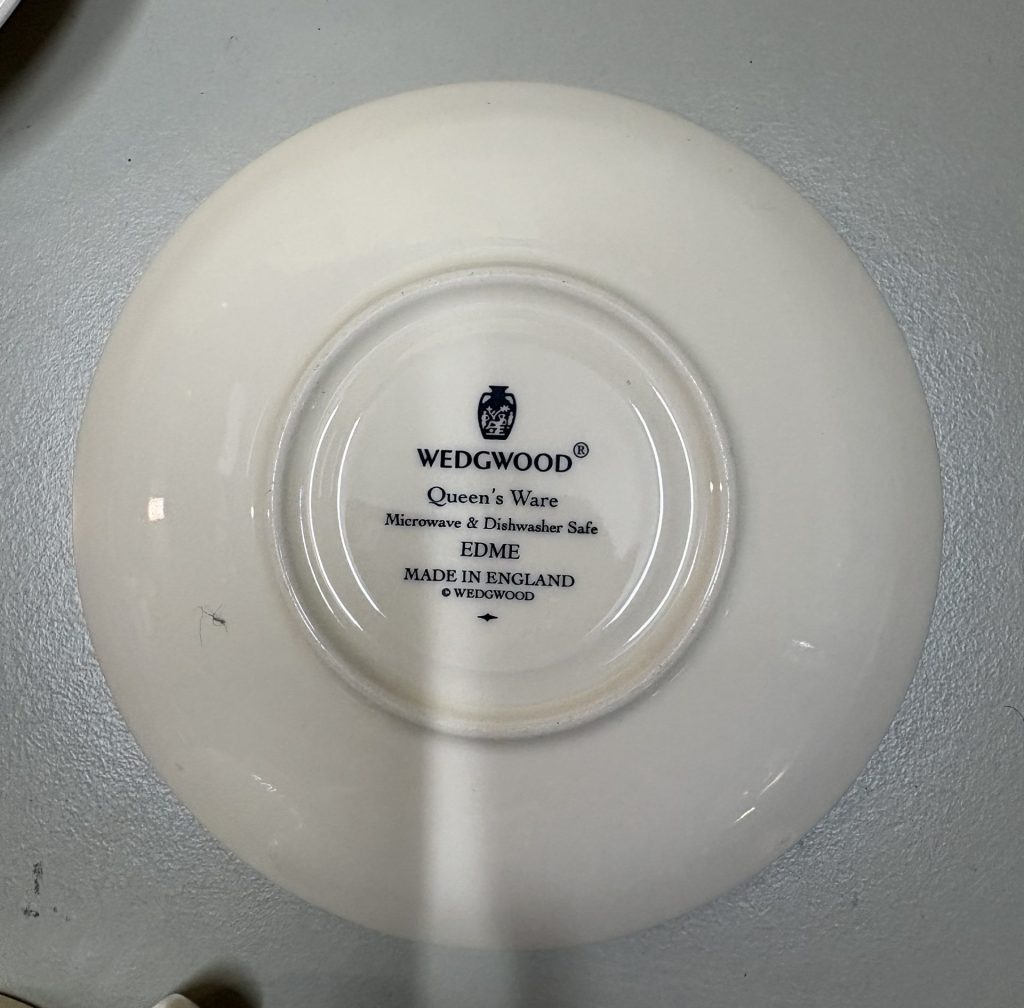 WEDGWOOD®
Queen's Ware
Microwave & Dishwasher Safe
EDME
MADE IN ENGLAND
© WEDGWOOD